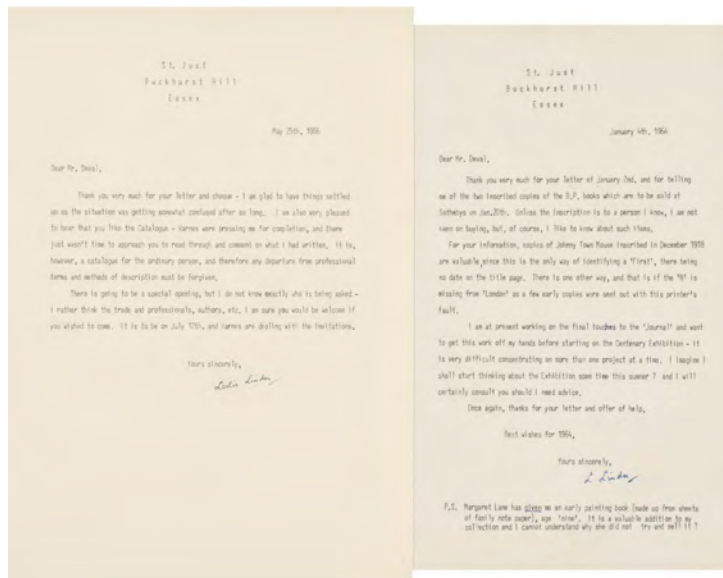 St. Just
Buckhurst Hill
Essex
May 25th, 1966
Dear Mr. Dewal,
Thank you very much for your letter and cheque - I am glad to have things settled
up as the situation was getting somewhat confused after so long. I am also very pleased
to hear that you like the Catalogue - Warnes were pressing me for completion, and there
just wasn't time to approach you to read through and comment on what I had written. It is,
however, a catalogue for the ordinary person, and therefore any departure from professional
terms and methods of description must be forgiven.
There is going to be a special opening, but I do not know exactly who is being asked -
I rather think the trade and professionals, authors, etc. I am sure you would be welcome if
you wished to come. It is to be on July 12th, and Warnes are dealing with the invitations.
Yours sincerely,
Leslie Linder
St. Just
Buckhurst Hill
Essex
January 4th, 1964
Dear Mr. Dewal,
Thank you very much for your letter of January 2nd, and for telling
me of the two inscribed copies of the B.P. books which are to be sold at
Sothebys on Jan.20th. Unless the inscription is to a person I know, I am not
keen on buying, but, of course, I like to know about such items.
For your information, copies of Johnny Town Mouse inscribed in December 1918
are valuable, since this is the only way of identifying a 'First', there being
no date on the title page. There is one other way, and that is if the 'N' is
missing from 'London' as a few early copies were sent out with this printer's
fault.
I am at present working on the final touches to the 'Journal' and want
to get this work off my hands before starting on the Centenary Exhibition - it
is very difficult concentrating on more than one project at a time. I imagine I
shall start thinking about the Exhibition some time this summer ? and I will
certainly consult you should I need advice.
Once again, thanks for your letter and offer of help,
Best wishes for 1964,
Yours sincerely,
L Linder
P.S. Margaret Lane has given me an early painting book (made up from sheets
of family note paper), age 'nine'. It is a valuable addition to my
collection and I cannot understand why she did not try and sell it !